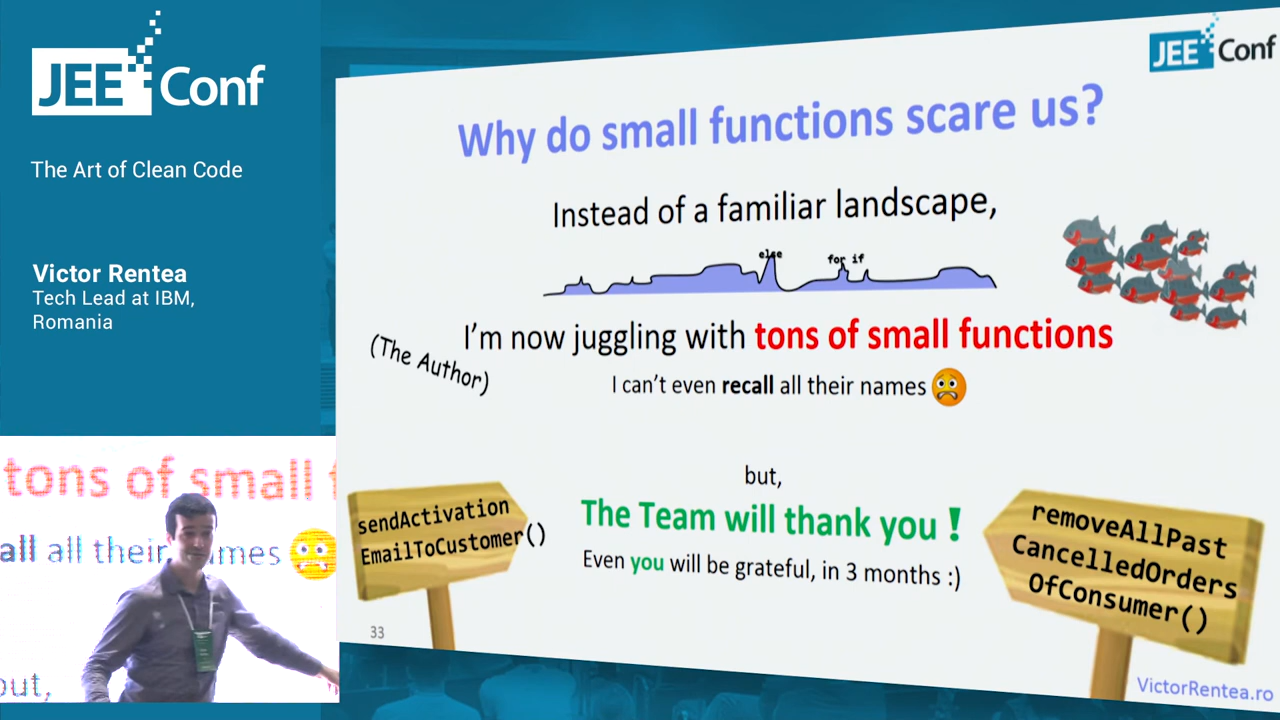 JEE Conf
The Art of Clean Code
Victor Rentea
Tech Lead at IBM,
Romania
JEE Conf
Why do small functions scare us?
Instead of a familiar landscape,
else
for if
(The Author)
I'm now juggling with tons of small functions
I can't even recall all their names
but,
The Team will thank you !
Even you will be grateful, in 3 months :)
sendActivation
EmailToCustomer()
removeAllPast
CancelledOrders
OfConsumer()
33
VictorRentea.ro
tons of small f
all all their names
out,